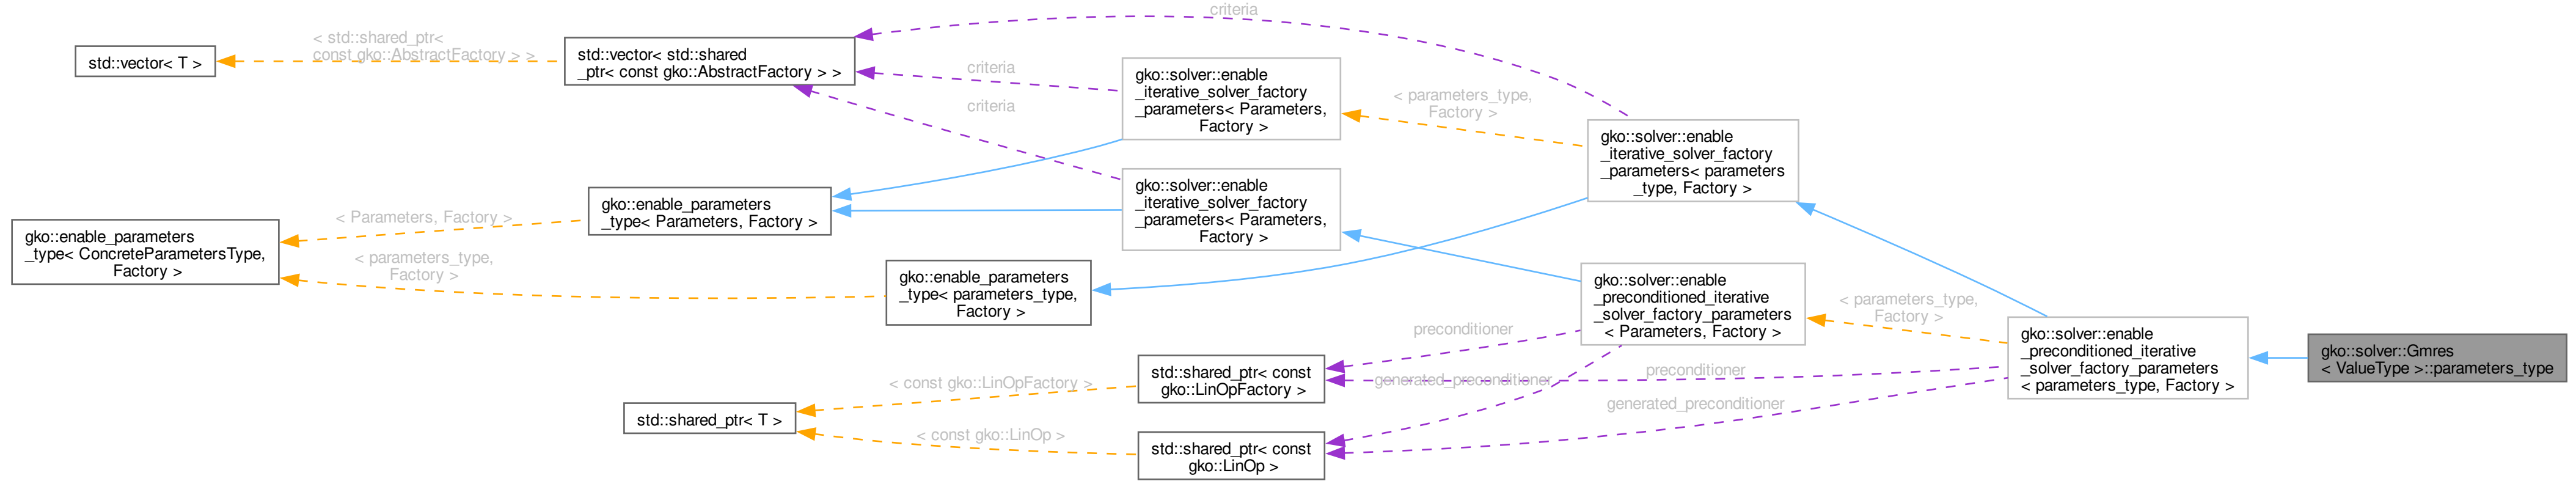 criteria
< std::shared_ptr<
const gko::AbstractFactory > >
std::vector< T >
std::vector< std::shared
_ptr< const gko::AbstractFactory > >
criteria
criteria
gko::solver::enable
_iterative_solver_factory
_parameters< Parameters,
Factory >
< parameters_type,
Factory >
gko::solver::enable
_iterative_solver_factory
_parameters< parameters
_type, Factory >
gko::solver::enable
_iterative_solver_factory
_parameters< Parameters,
Factory >
gko::enable_parameters
_type< Parameters, Factory >
< Parameters, Factory >
gko::enable_parameters
_type< ConcreteParametersType,
Factory >
< parameters_type,
Factory >
gko::enable_parameters
_type< parameters_type,
Factory >
gko::solver::enable
_preconditioned_iterative
_solver_factory_parameters
< Parameters, Factory >
< parameters_type,
Factory >
gko::solver::enable
_preconditioned_iterative
_solver_factory_parameters
< parameters_type, Factory >
gko::solver::Gmres
< ValueType >::parameters_type
preconditioner
preconditioner
generated_preconditioner
generated_preconditioner
std::shared_ptr< const
gko::LinOpFactory >
< const gko::LinOpFactory >
std::shared_ptr< T >
< const gko::LinOp >
std::shared_ptr< const
gko::LinOp >